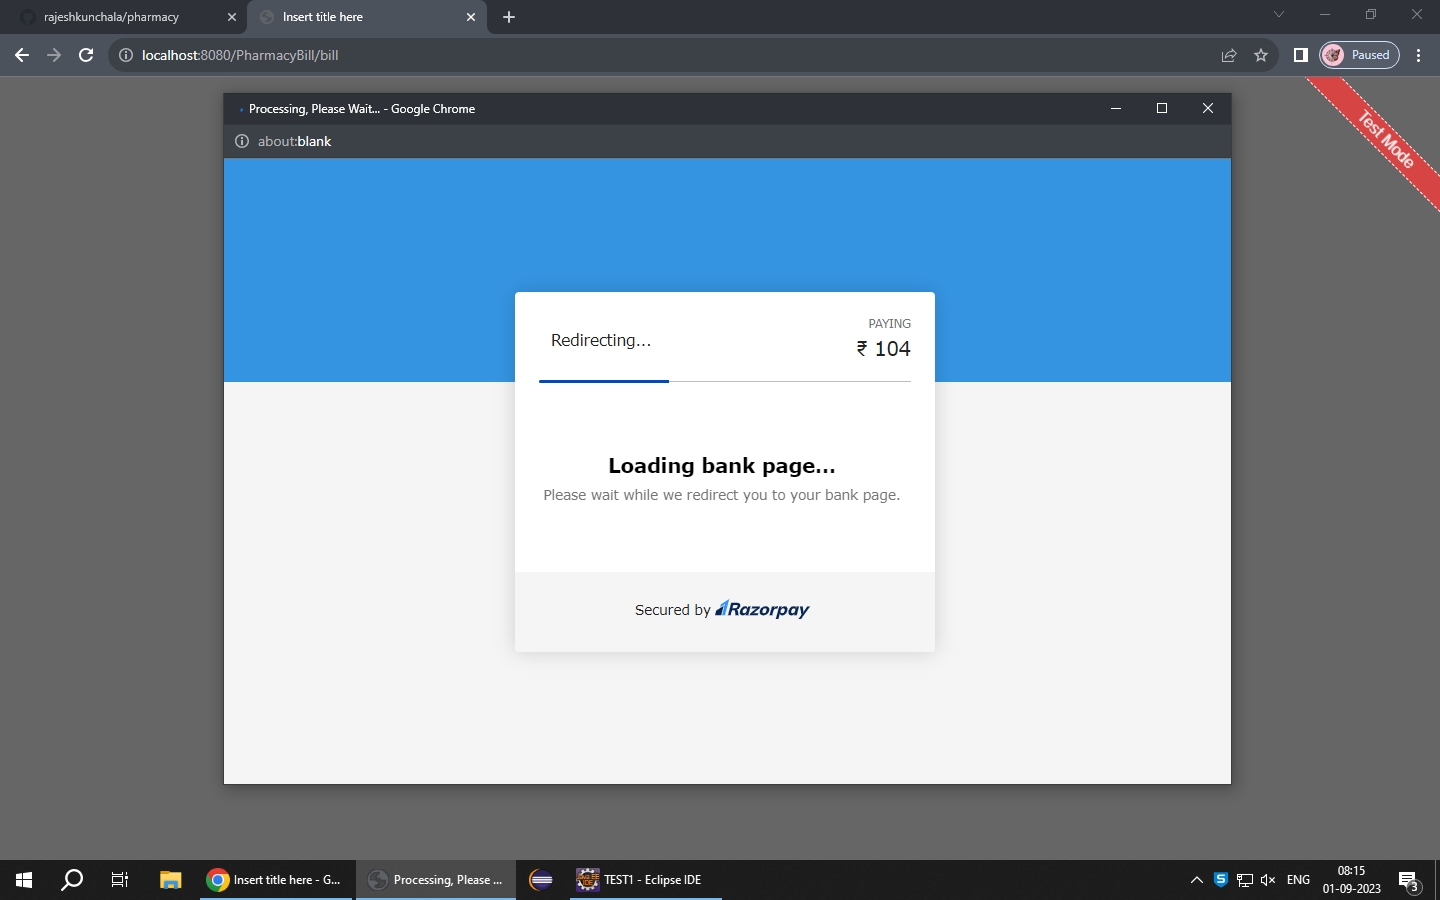 rajeshkunchala/pharmacy
Insert title here
localhost:8080/PharmacyBill/bill
Paused
Test Mode
Processing, Please Wait... - Google Chrome
about:blank
PAYING
Redirecting...
₹ 104
Loading bank page...
Please wait while we redirect you to your bank page.
Secured by Razorpay
Insert title here - G...
Processing, Please ...
TEST1 - Eclipse IDE
ENG
08:15
01-09-2023
3